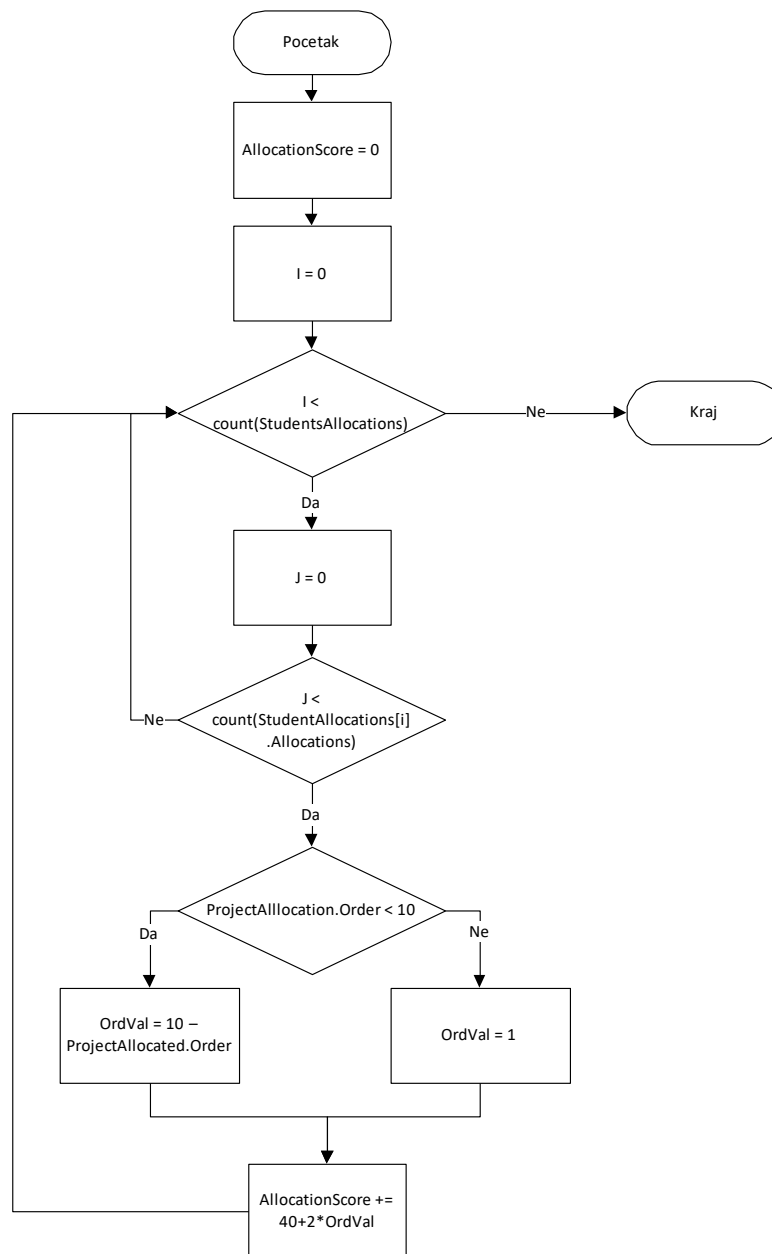 Pocetak
AllocationScore = 0
I = 0
I <
count(StudentsAllocations)
Ne
Kraj
Da
J = 0
J <
count(StudentAllocations[i]
.Allocations)
Ne
Da
ProjectAlllocation.Order < 10
Da
Ne
OrdVal = 10 –
ProjectAllocated.Order
OrdVal = 1
AllocationScore +=
40+2*OrdVal